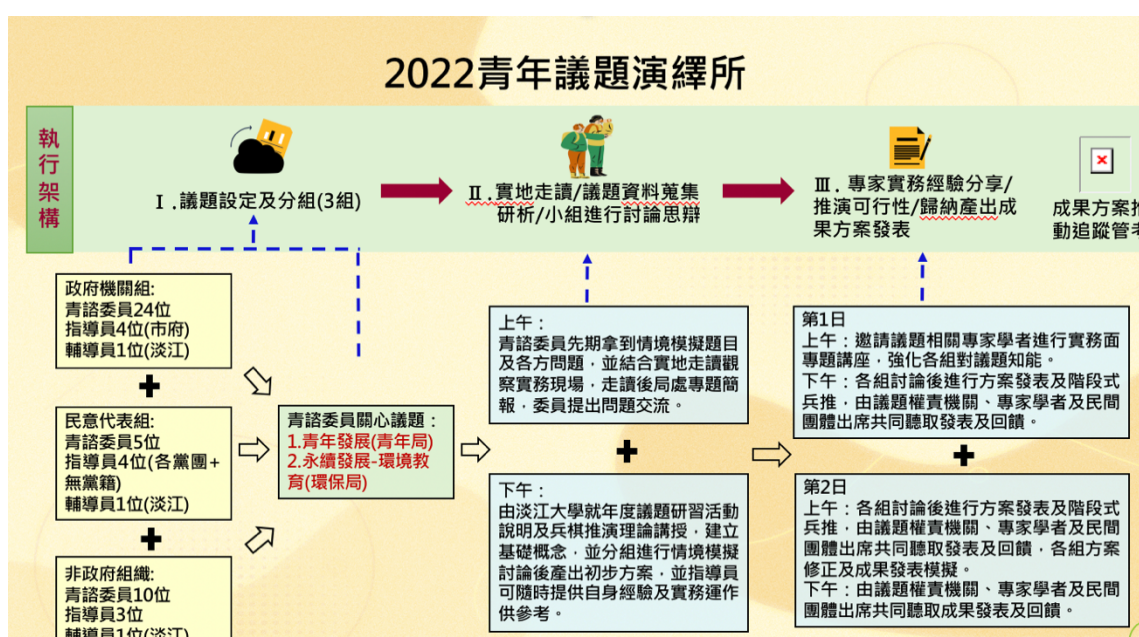 2022青年議題演繹所
執
行
架
構
Ⅰ.議題設定及分組(3組)
Ⅱ.實地走讀/議題資料蒐集
研析/小組進行討論思辯
Ⅲ.專家實務經驗分享/
推演可行性/歸納產出成
果方案發表
成果方案推
動追蹤管考
政府機關組:
青諮委員24位
指導員4位(市府)
輔導員1位(淡江)
民意代表組:
青諮委員5位
指導員4位(各黨團+
無黨籍)
輔導員1位(淡江)
非政府組織:
青諮委員10位
指導員3位
輔導員1位(淡江)
青諮委員關心議題：
1.青年發展(青年局)
2.永續發展-環境教
育(環保局)
上午：
青諮委員先期拿到情境模擬題目
及各方問題，並結合實地走讀觀
察實務現場，走讀後局處專題簡
報，委員提出問題交流。
下午：
由淡江大學就年度議題研習活動
說明及兵棋推演理論講授，建立
基礎概念，並分組進行情境模擬
討論後產出初步方案，並指導員
可隨時提供自身經驗及實務運作
供參考。
第1日
上午：邀請議題相關專家學者進行實務面
專題講座，強化各組對議題知能。
下午：各組討論後進行方案發表及階段式
兵推，由議題權責機關、專家學者及民間
團體出席共同聽取發表及回饋。
第2日
上午：各組討論後進行方案發表及階段式
兵推，由議題權責機關、專家學者及民間
團體出席共同聽取發表及回饋，各組方案
修正及成果發表模擬。
下午：由議題權責機關、專家學者及民間
團體出席共同聽取成果發表及回饋。